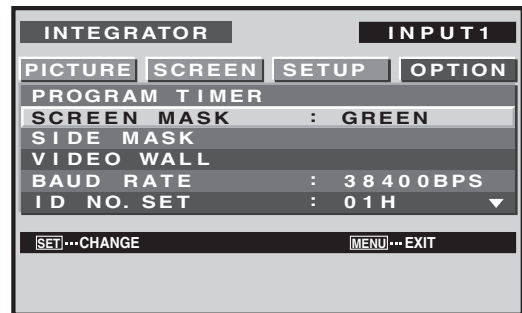 INTEGRATOR INPUT1
PICTURE SCREEN SETUP OPTION
PROGRAM TIMER
SCREEN MASK : GREEN
SIDE MASK
VIDEO WALL
BAUD RATE : 38400BPS
ID NO. SET : 01H ▼
SET···CHANGE MENU···EXIT